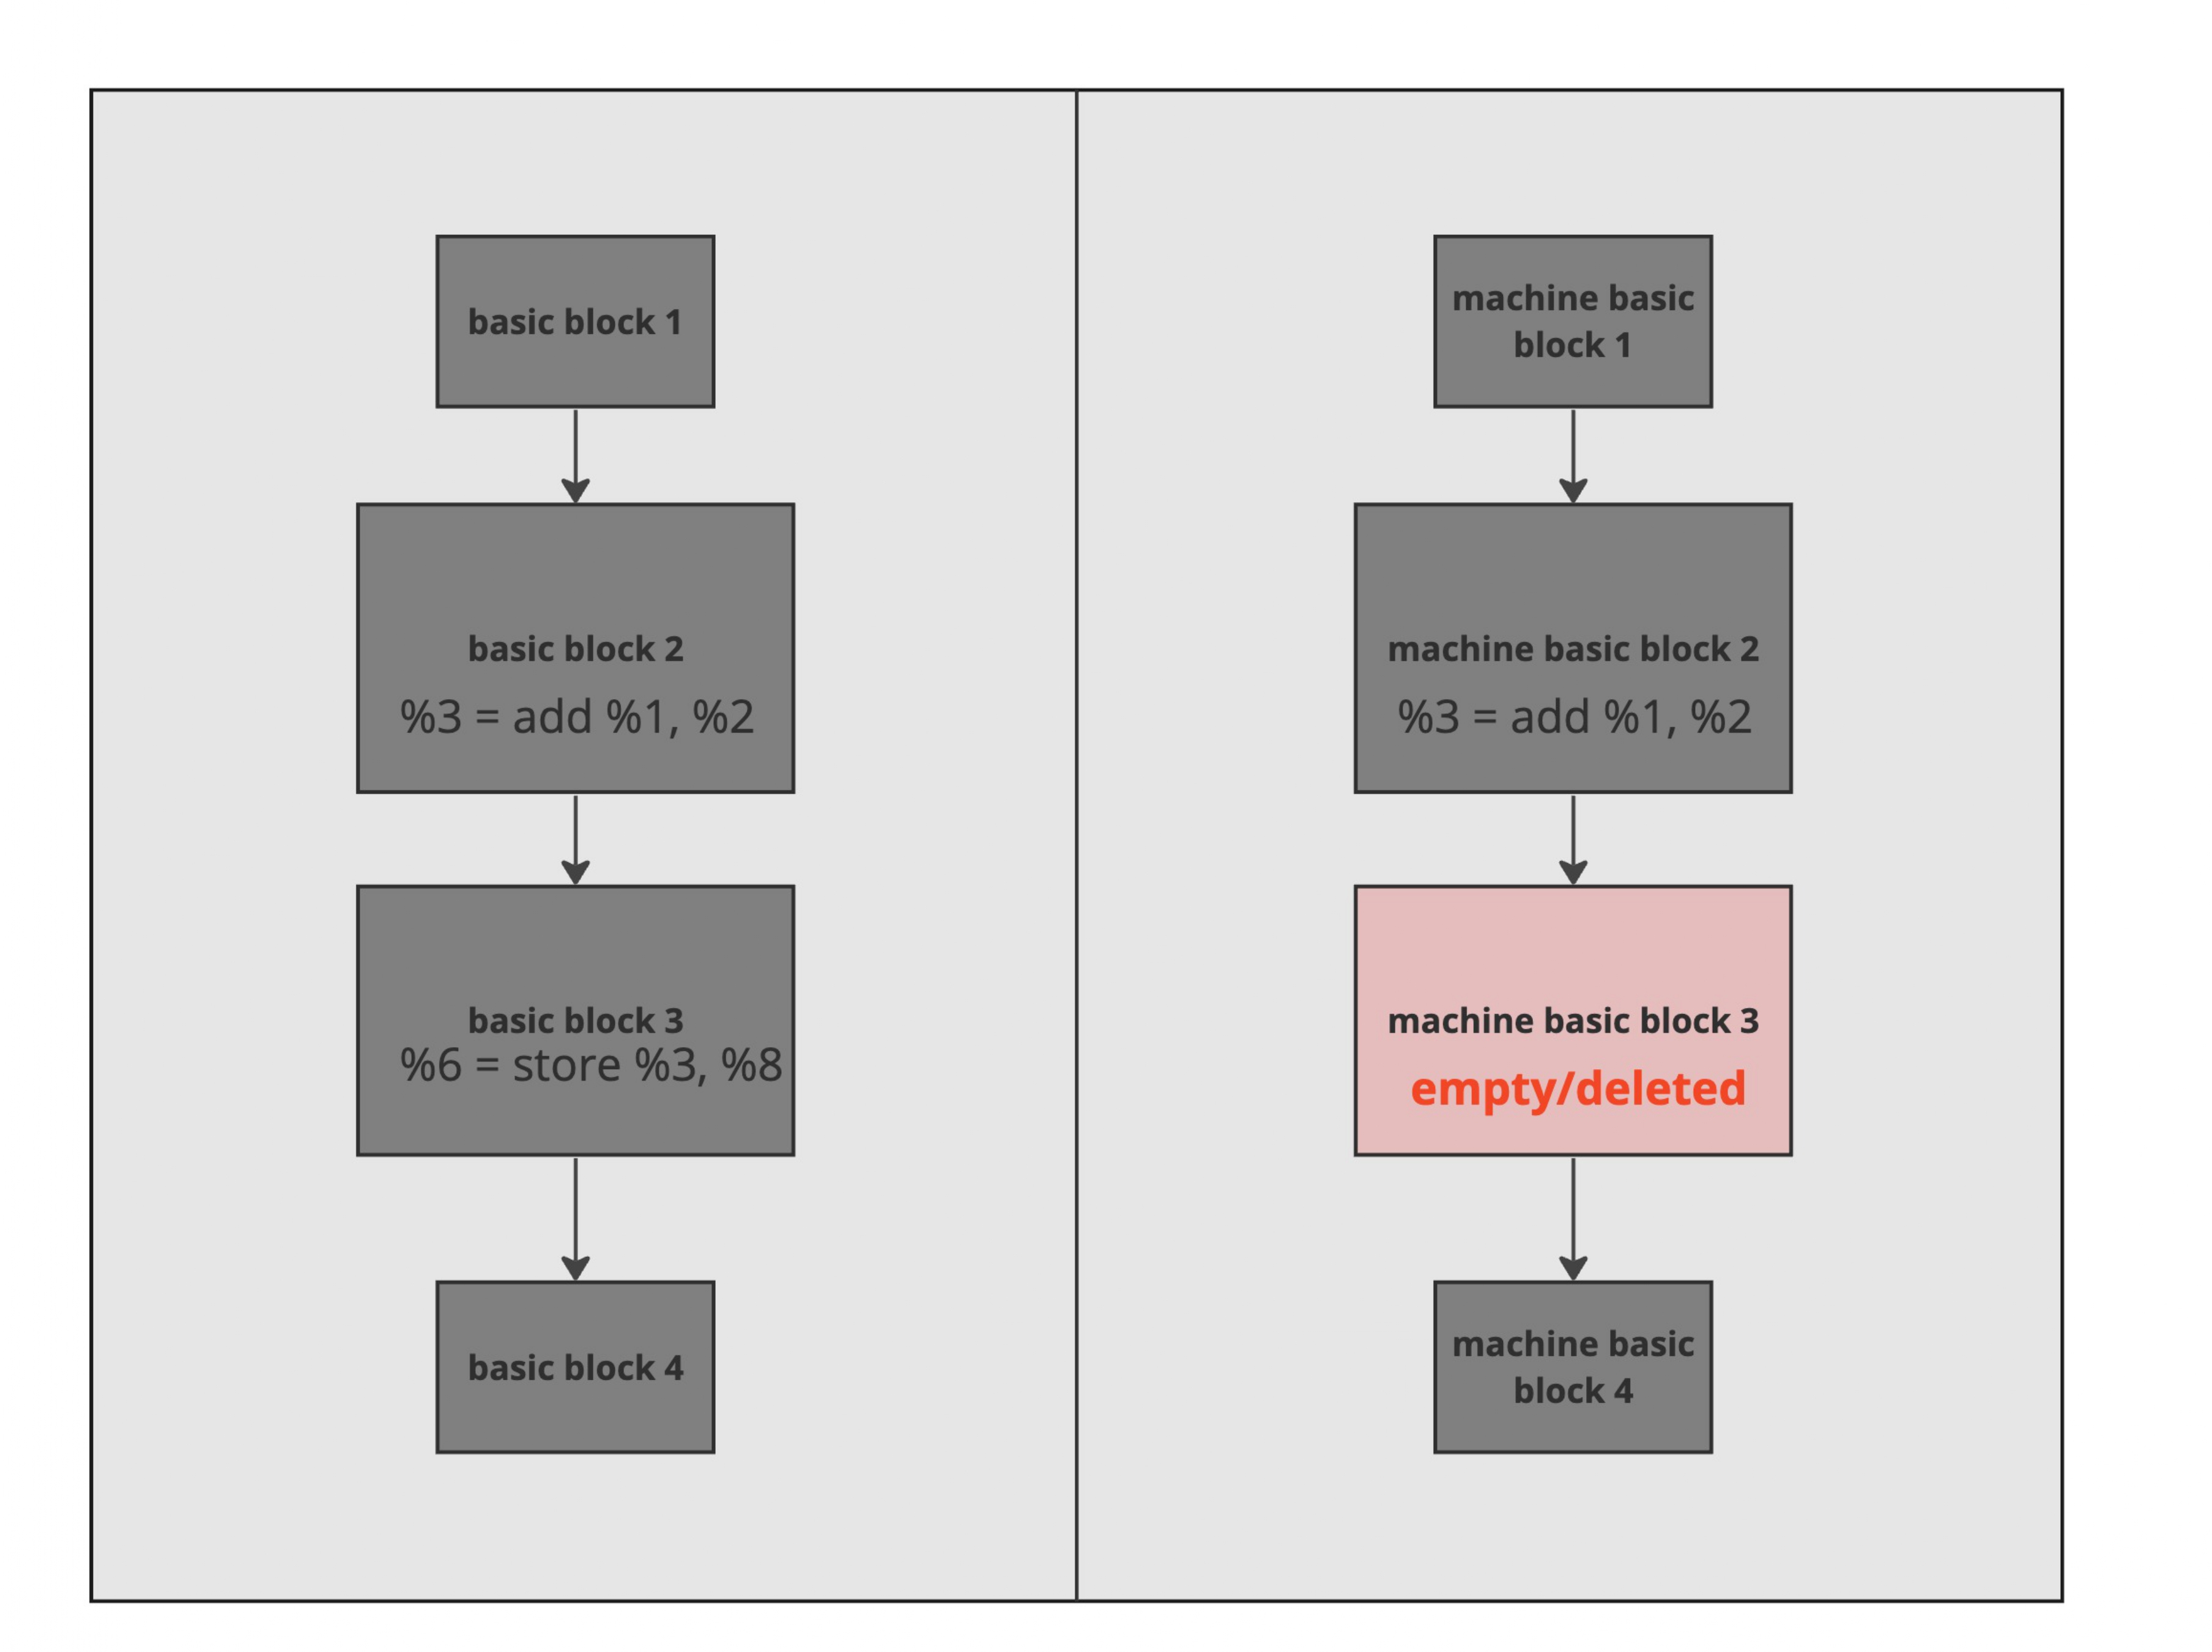 basic block 1
basic block 2
%3 = add %1, %2
basic block 3
%6 = store %3, %8
basic block 4
machine basic
block 1
machine basic block 2
%3 = add %1, %2
machine basic block 3
empty/deleted
machine basic
block 4